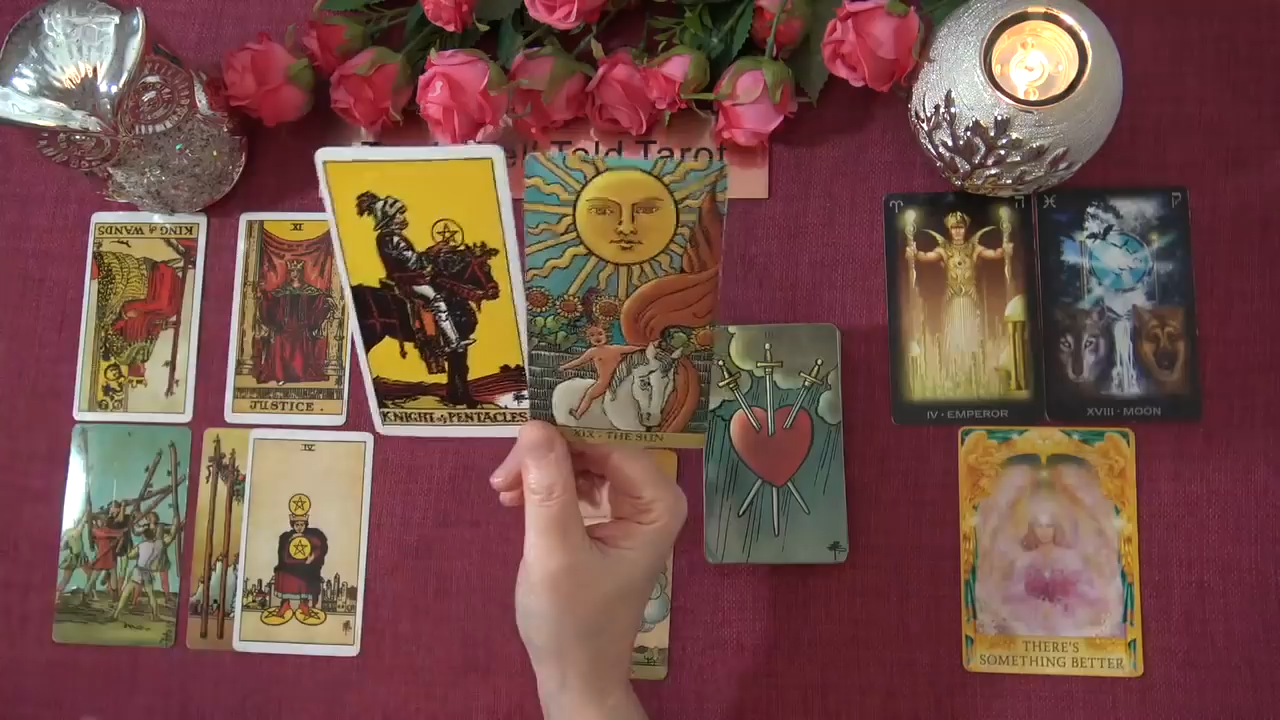 Told Tarot
KING of WANDS
XI
JUSTICE.
KNIGHT of PENTACLES
XIX • THE SUN
IV
IV • EMPEROR
XVIII • MOON
THERE'S
SOMETHING BETTER